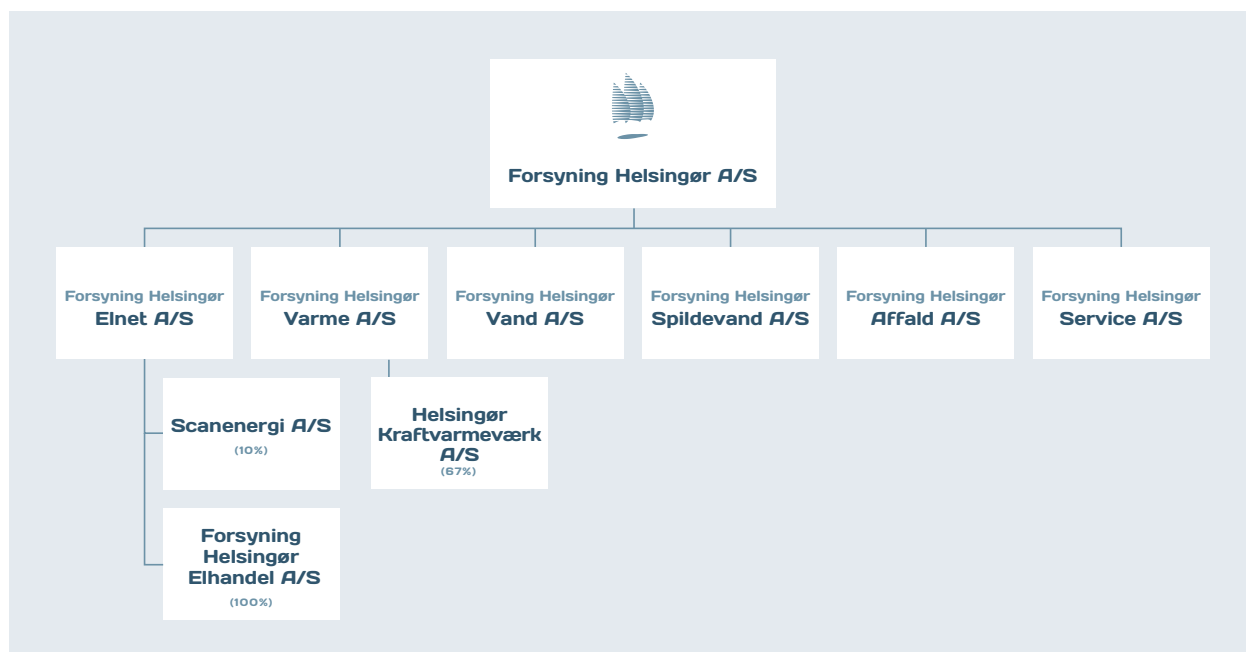 Forsyning Helsingør A/S
Forsyning Helsingør
Elnet A/S
Forsyning Helsingør
Varme A/S
Forsyning Helsingør
Vand A/S
Forsyning Helsingør
Spildevand A/S
Forsyning Helsingør
Affald A/S
Forsyning Helsingør
Service A/S
Scanenergi A/S
(10%)
Helsingør
Kraftvarmeværk
A/S
(67%)
Forsyning
Helsingør
Elhandel A/S
(100%)